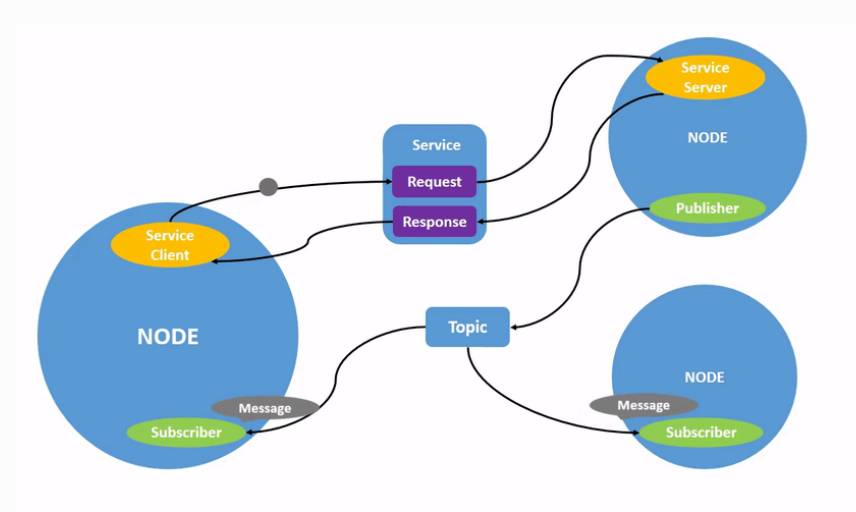 Service
Server
NODE
Publisher
Service
Request
Response
Service
Client
NODE
Message
Subscriber
Topic
NODE
Message
Subscriber